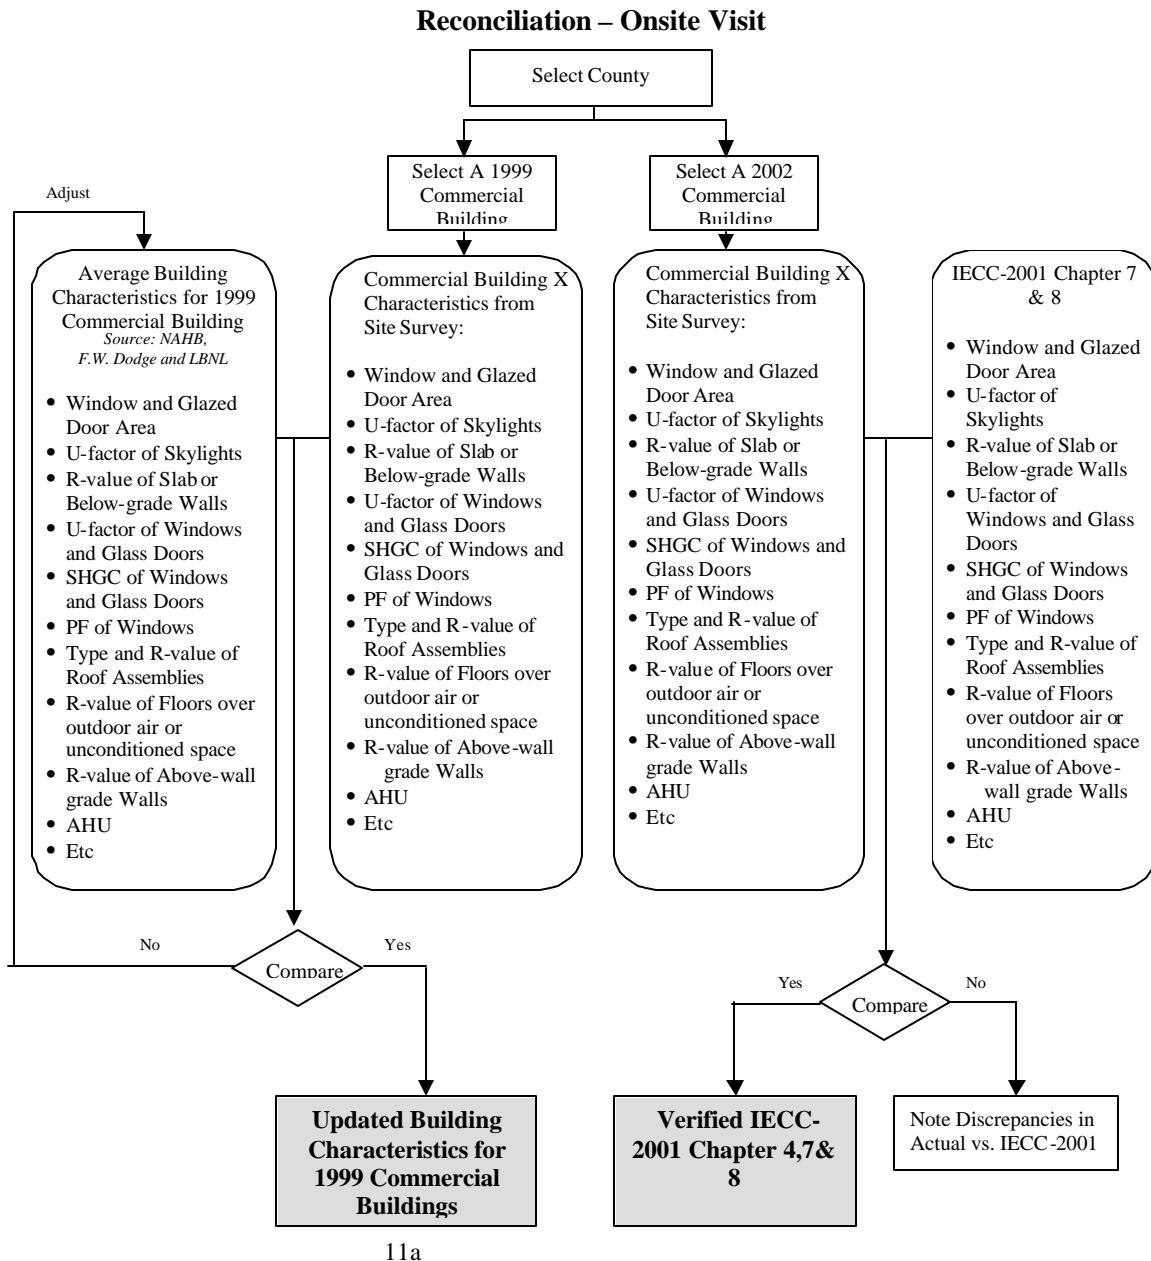 Reconciliation – Onsite Visit
Select County
Select A 1999
Commercial
Building
Select A 2002
Commercial
Building
Adjust
Average Building
Characteristics for 1999
Commercial Building
Source: NAHB,
F.W. Dodge and LBNL
• Window and Glazed
Door Area
• U-factor of Skylights
• R-value of Slab or
Below-grade Walls
• U-factor of Windows
and Glass Doors
• SHGC of Windows
and Glass Doors
• PF of Windows
• Type and R-value of
Roof Assemblies
• R-value of Floors over
outdoor air or
unconditioned space
• R-value of Above-wall
grade Walls
• AHU
• Etc
Commercial Building X
Characteristics from
Site Survey:
• Window and Glazed
Door Area
• U-factor of Skylights
• R-value of Slab or
Below-grade Walls
• U-factor of Windows
and Glass Doors
• SHGC of Windows and
Glass Doors
• PF of Windows
• Type and R-value of
Roof Assemblies
• R-value of Floors over
outdoor air or
unconditioned space
• R-value of Above-wall
grade Walls
• AHU
• Etc
Commercial Building X
Characteristics from
Site Survey:
• Window and Glazed
Door Area
• U-factor of Skylights
• R-value of Slab or
Below-grade Walls
• U-factor of Windows
and Glass Doors
• SHGC of Windows and
Glass Doors
• PF of Windows
• Type and R-value of
Roof Assemblies
• R-value of Floors over
outdoor air or
unconditioned space
• R-value of Above-wall
grade Walls
• AHU
• Etc
IECC-2001 Chapter 7
& 8
• Window and Glazed
Door Area
• U-factor of
Skylights
• R-value of Slab or
Below-grade Walls
• U-factor of
Windows and Glass
Doors
• SHGC of Windows
and Glass Doors
• PF of Windows
• Type and R-value of
Roof Assemblies
• R-value of Floors
over outdoor air or
unconditioned space
• R-value of Above-
wall grade Walls
• AHU
• Etc
No
Compare
Yes
Yes
Compare
No
Updated Building
Characteristics for
1999 Commercial
Buildings
Verified IECC-
2001 Chapter 4,7&
8
Note Discrepancies in
Actual vs. IECC-2001
11a